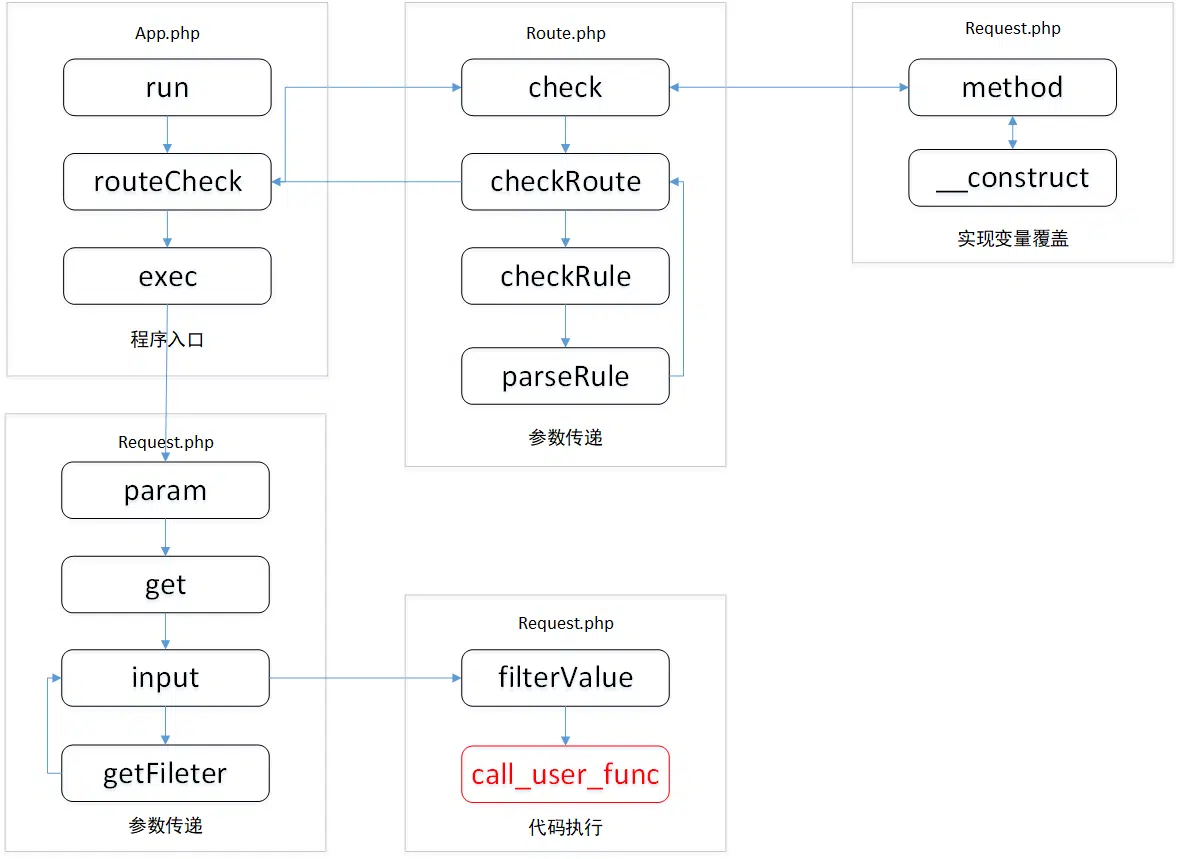 App.php
run
routeCheck
exec
程序入口
Route.php
check
checkRoute
checkRule
parseRule
参数传递
Request.php
method
__construct
实现变量覆盖
Request.php
param
get
input
getFileter
参数传递
Request.php
filterValue
call_user_func
代码执行